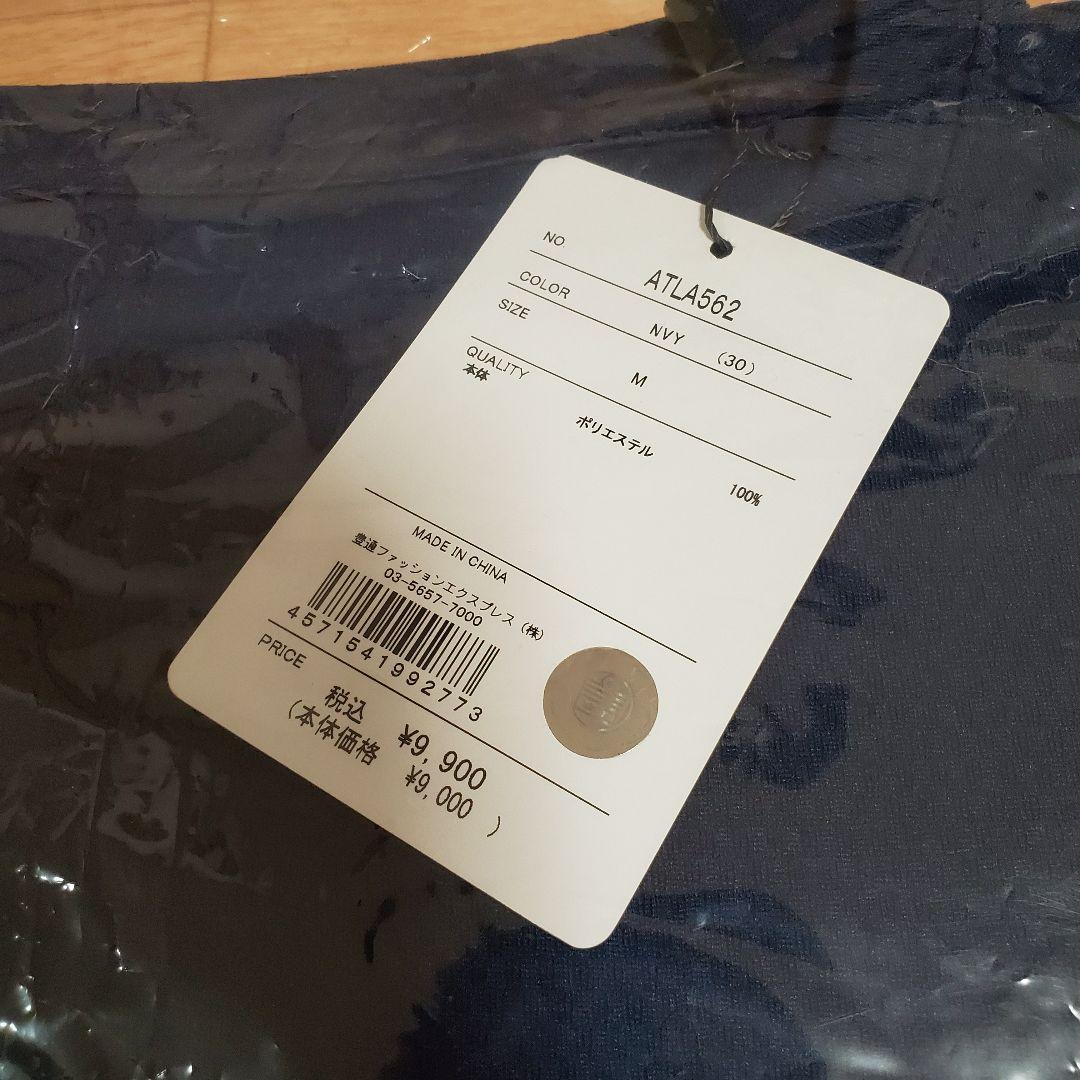 NO. ATLA562
COLOR NVY (30)
SIZE M
QUALITY
本体
ポリエステル
100%
MADE IN CHINA
豊通ファッションエクスプレス(株)
03-5657-7000
4571541992773
PRICE
税込 ¥9,900
(本体価格 ¥9,000 )